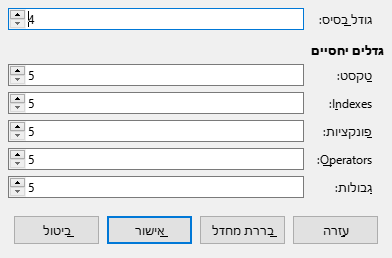 גודל בסיס: 4
גדלים יחסיים
טקסט: 5
Indexes: 5
פונקציות: 5
Operators: 5
גבולות: 5
עזרה בררת מחדל אישור ביטול